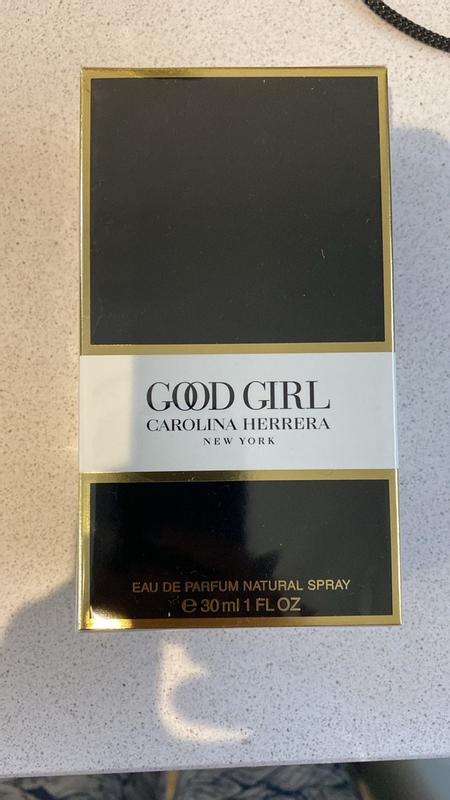 GOOD GIRL
CAROLINA HERRERA
NEW YORK
EAU DE PARFUM NATURAL SPRAY
℮ 30 ml 1 FL OZ